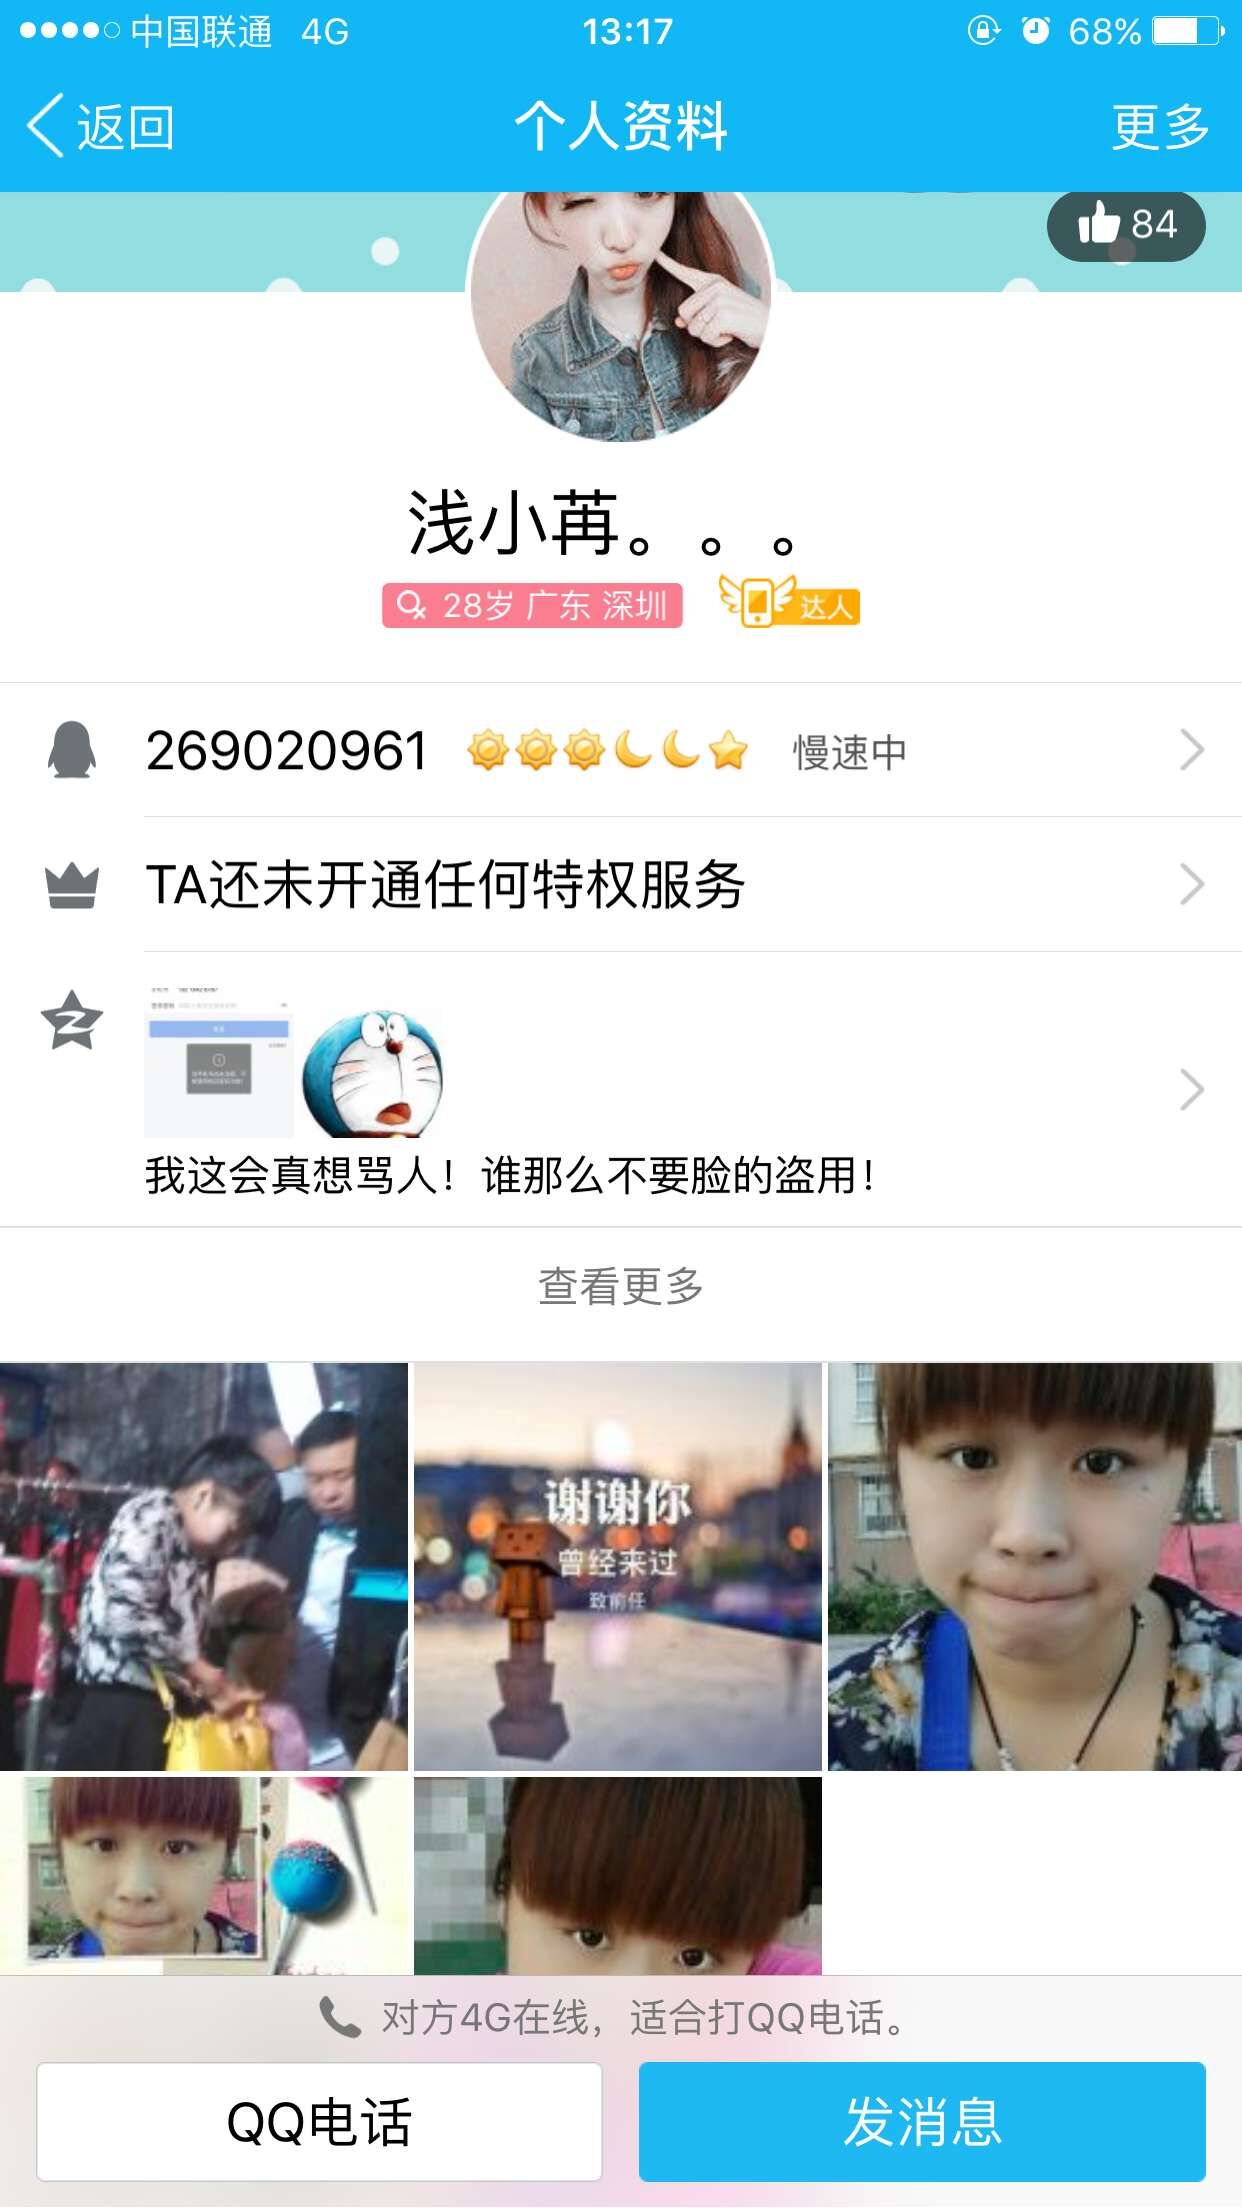 中国联通 4G 13:17 68%
返回 个人资料 更多
84
浅小苒。。。
28岁 广东 深圳 达人
269020961 慢速中
TA还未开通任何特权服务
我这会真想骂人！谁那么不要脸的盗用！
查看更多
谢谢你
曾经来过
致前任
对方4G在线，适合打QQ电话。
QQ电话 发消息